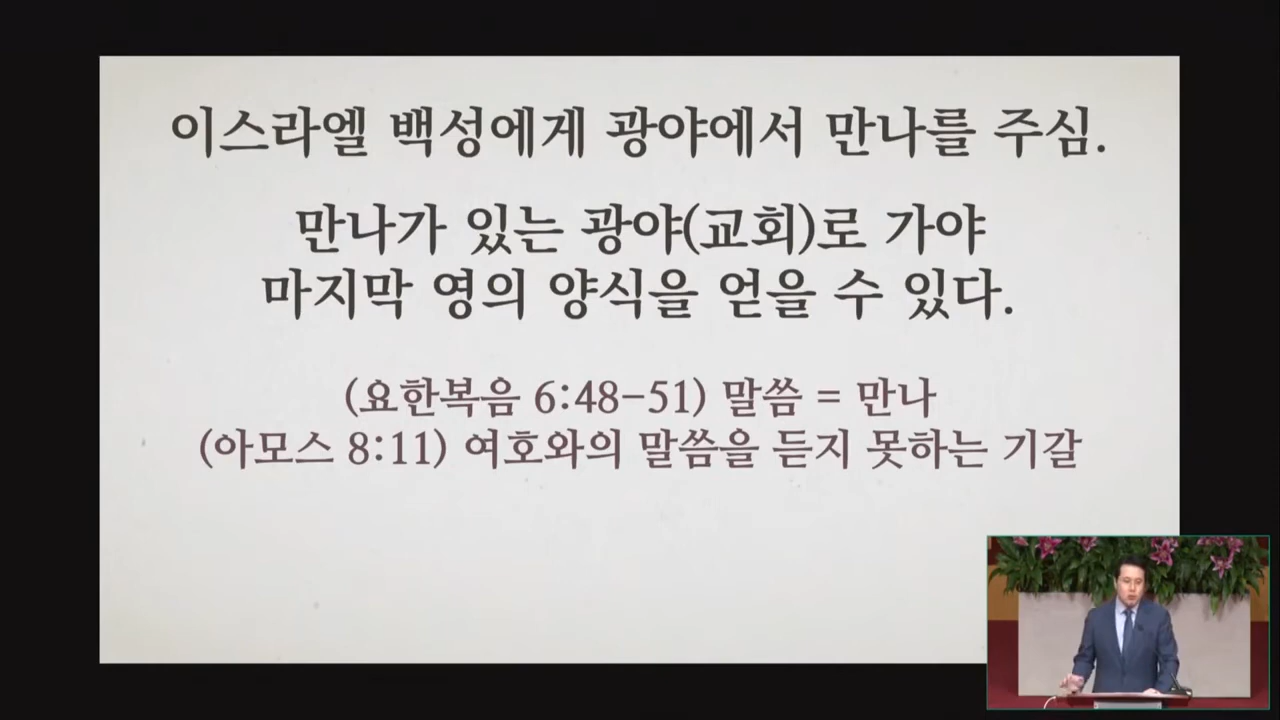 이스라엘 백성에게 광야에서 만나를 주심.
만나가 있는 광야(교회)로 가야
마지막 영의 양식을 얻을 수 있다.
(요한복음 6:48-51) 말씀 = 만나
(아모스 8:11) 여호와의 말씀을 듣지 못하는 기갈